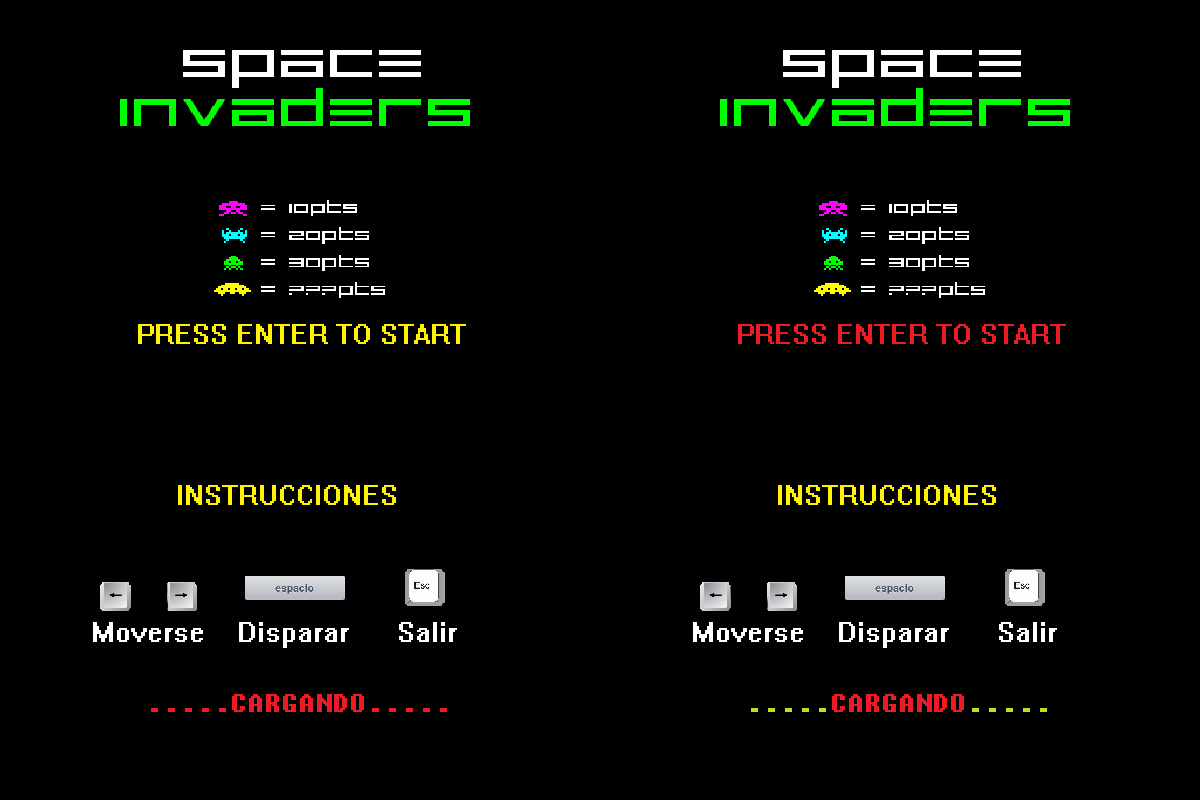 space
invaders
= 10pts
= 20pts
= 30pts
= ???pts
PRESS ENTER TO START
INSTRUCCIONES
← → espacio Esc
Moverse Disparar Salir
.....CARGANDO.....
space
invaders
= 10pts
= 20pts
= 30pts
= ???pts
PRESS ENTER TO START
INSTRUCCIONES
← → espacio Esc
Moverse Disparar Salir
.....CARGANDO.....